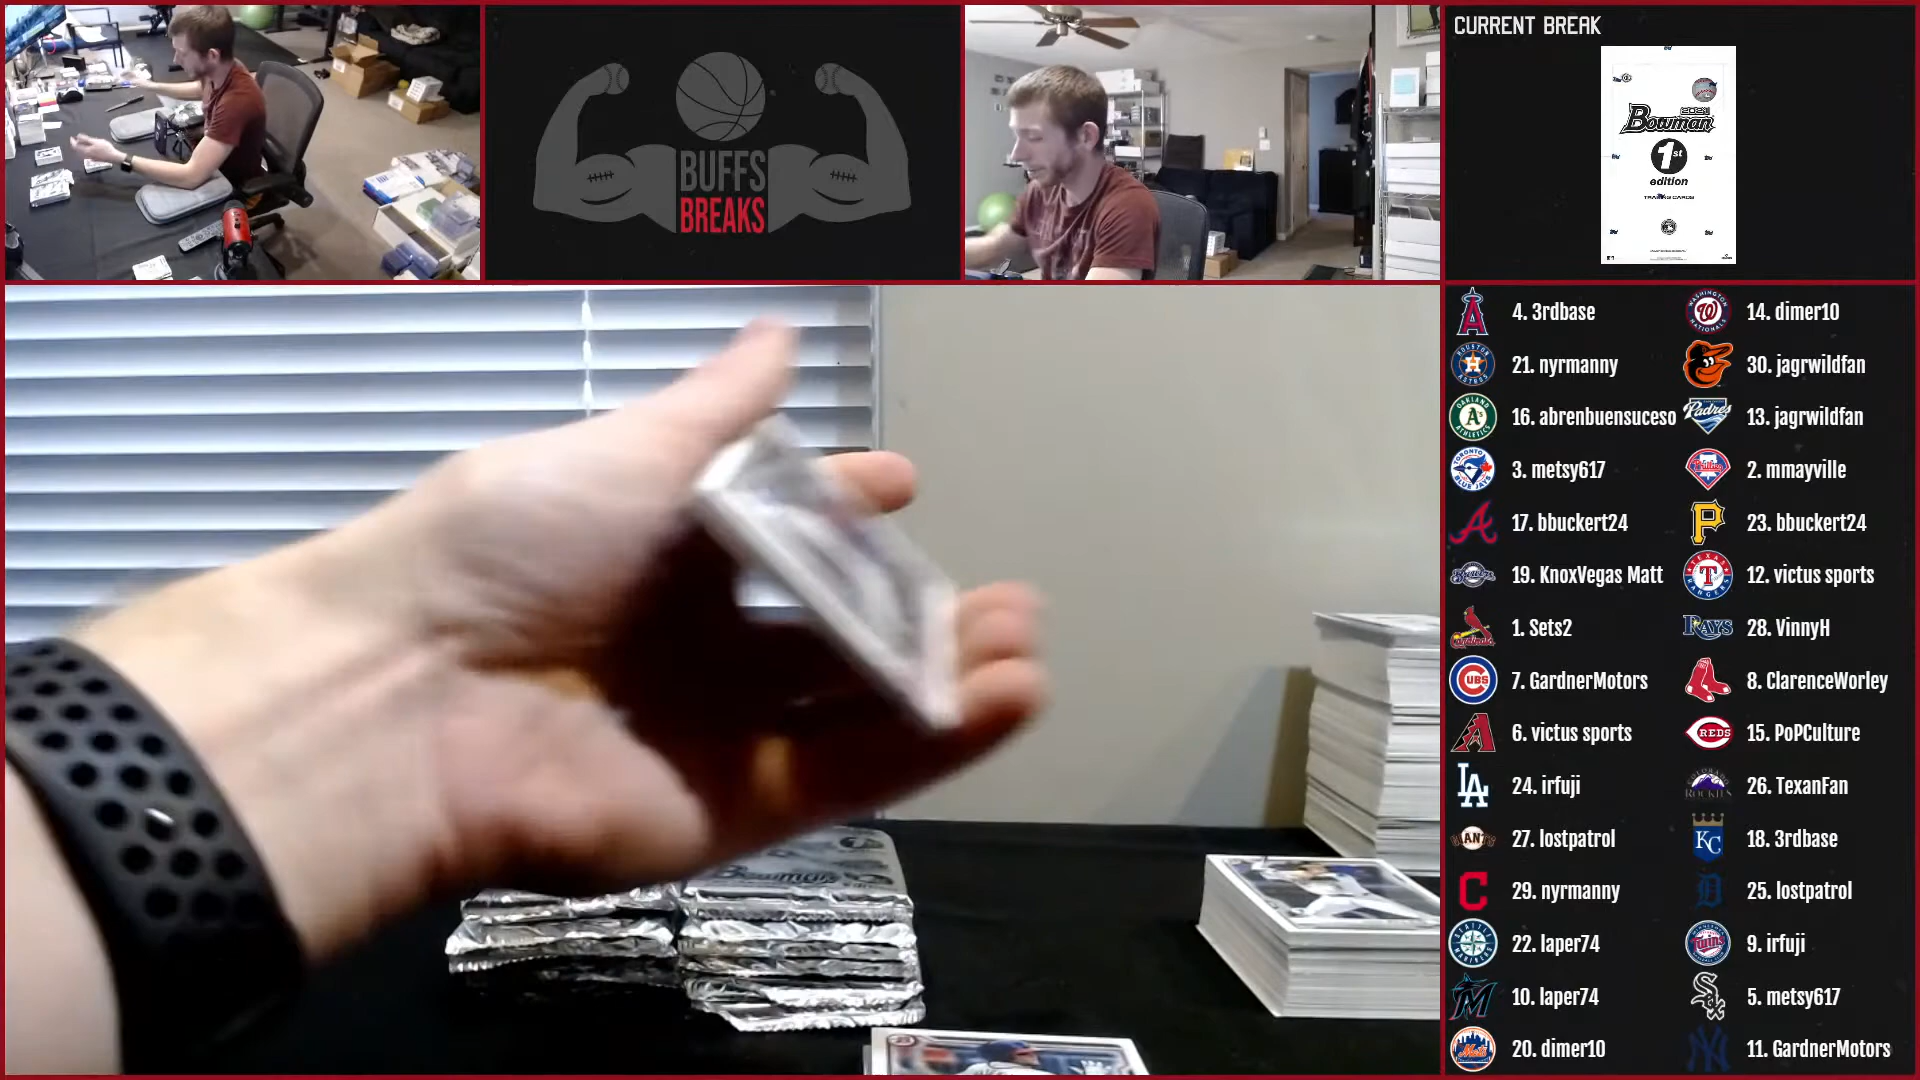 CURRENT BREAK
BUFFS
BREAKS
2021
Bowman
1st
edition
TRADING CARDS
4. 3rdbase
14. dimer10
21. nyrmanny
30. jagrwildfan
16. abrenbuensuceso
13. jagrwildfan
3. metsy617
2. mmayville
17. bbuckert24
23. bbuckert24
19. KnoxVegas Matt
12. victus sports
1. Sets2
28. VinnyH
7. GardnerMotors
8. ClarenceWorley
6. victus sports
15. PoPCulture
24. irfuji
26. TexanFan
27. lostpatrol
18. 3rdbase
29. nyrmanny
25. lostpatrol
22. laper74
9. irfuji
10. laper74
5. metsy617
20. dimer10
11. GardnerMotors